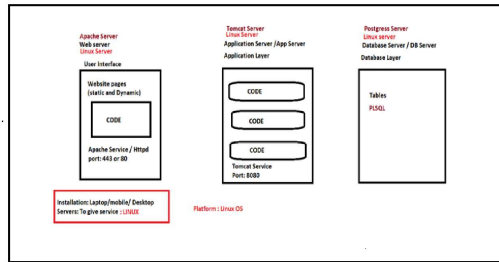 Apache Server
Web server
Linux Server
User Interface
Website pages
(static and Dynamic)
CODE
Apache Service / Httpd
port: 443 or 80
Tomcat Server
Linux Server
Application Server /App Server
Application Layer
CODE
CODE
CODE
Tomcat Service
Port: 8080
Postgress Server
Linux server
Database Server / DB Server
Database Layer
Tables
PLSQL
Installation: Laptop/mobile/ Desktop
Servers: To give service : LINUX
Platform : Linux OS